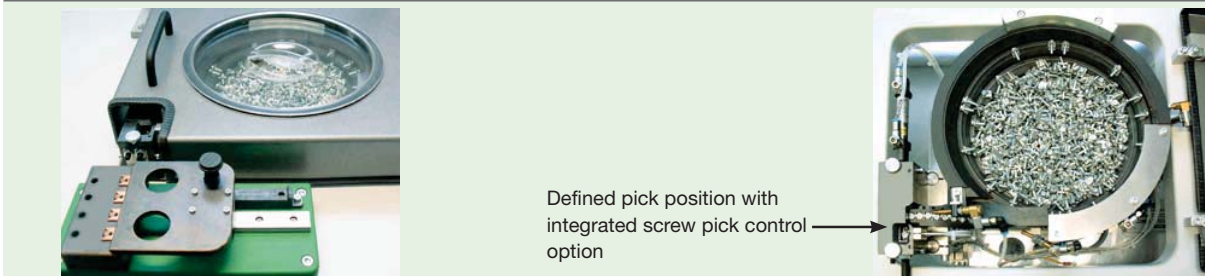 Defined pick position with
integrated screw pick control
option